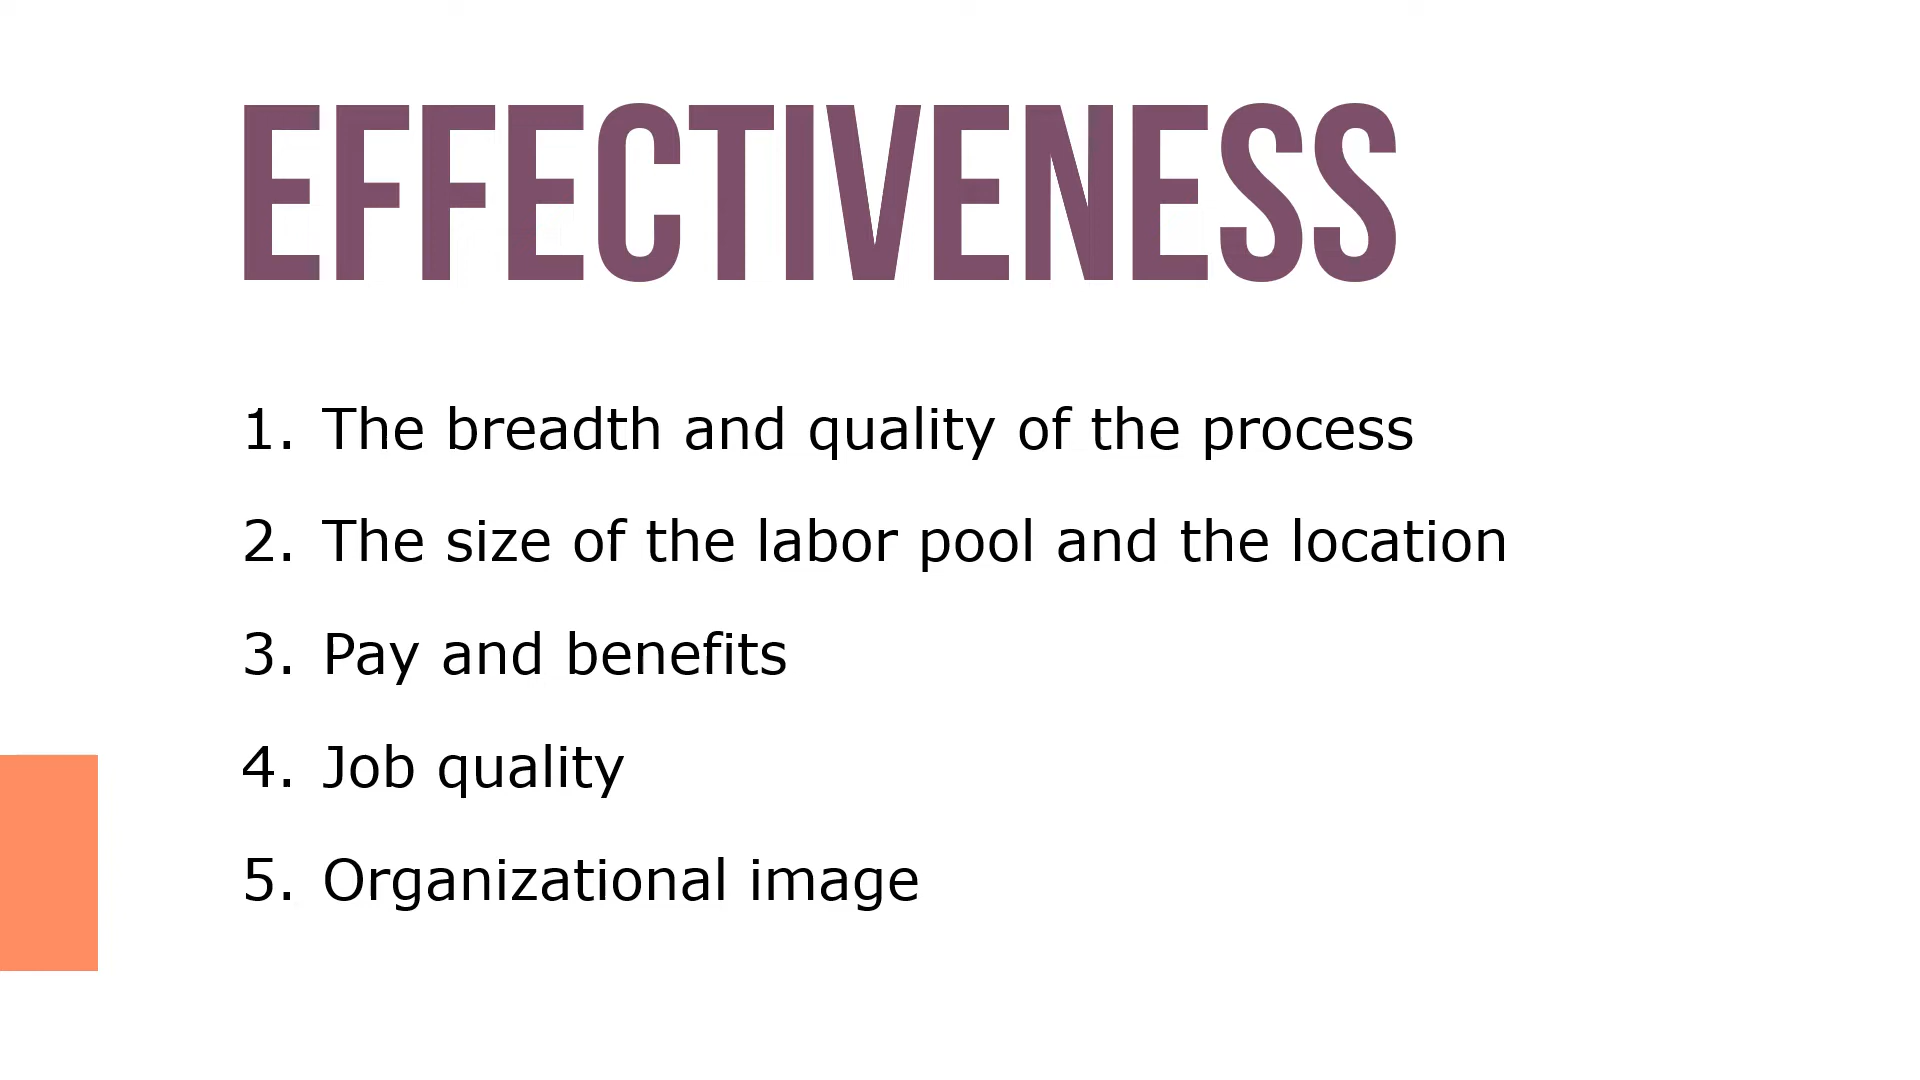 EFFECTIVENESS
1. The breadth and quality of the process
2. The size of the labor pool and the location
3. Pay and benefits
4. Job quality
5. Organizational image